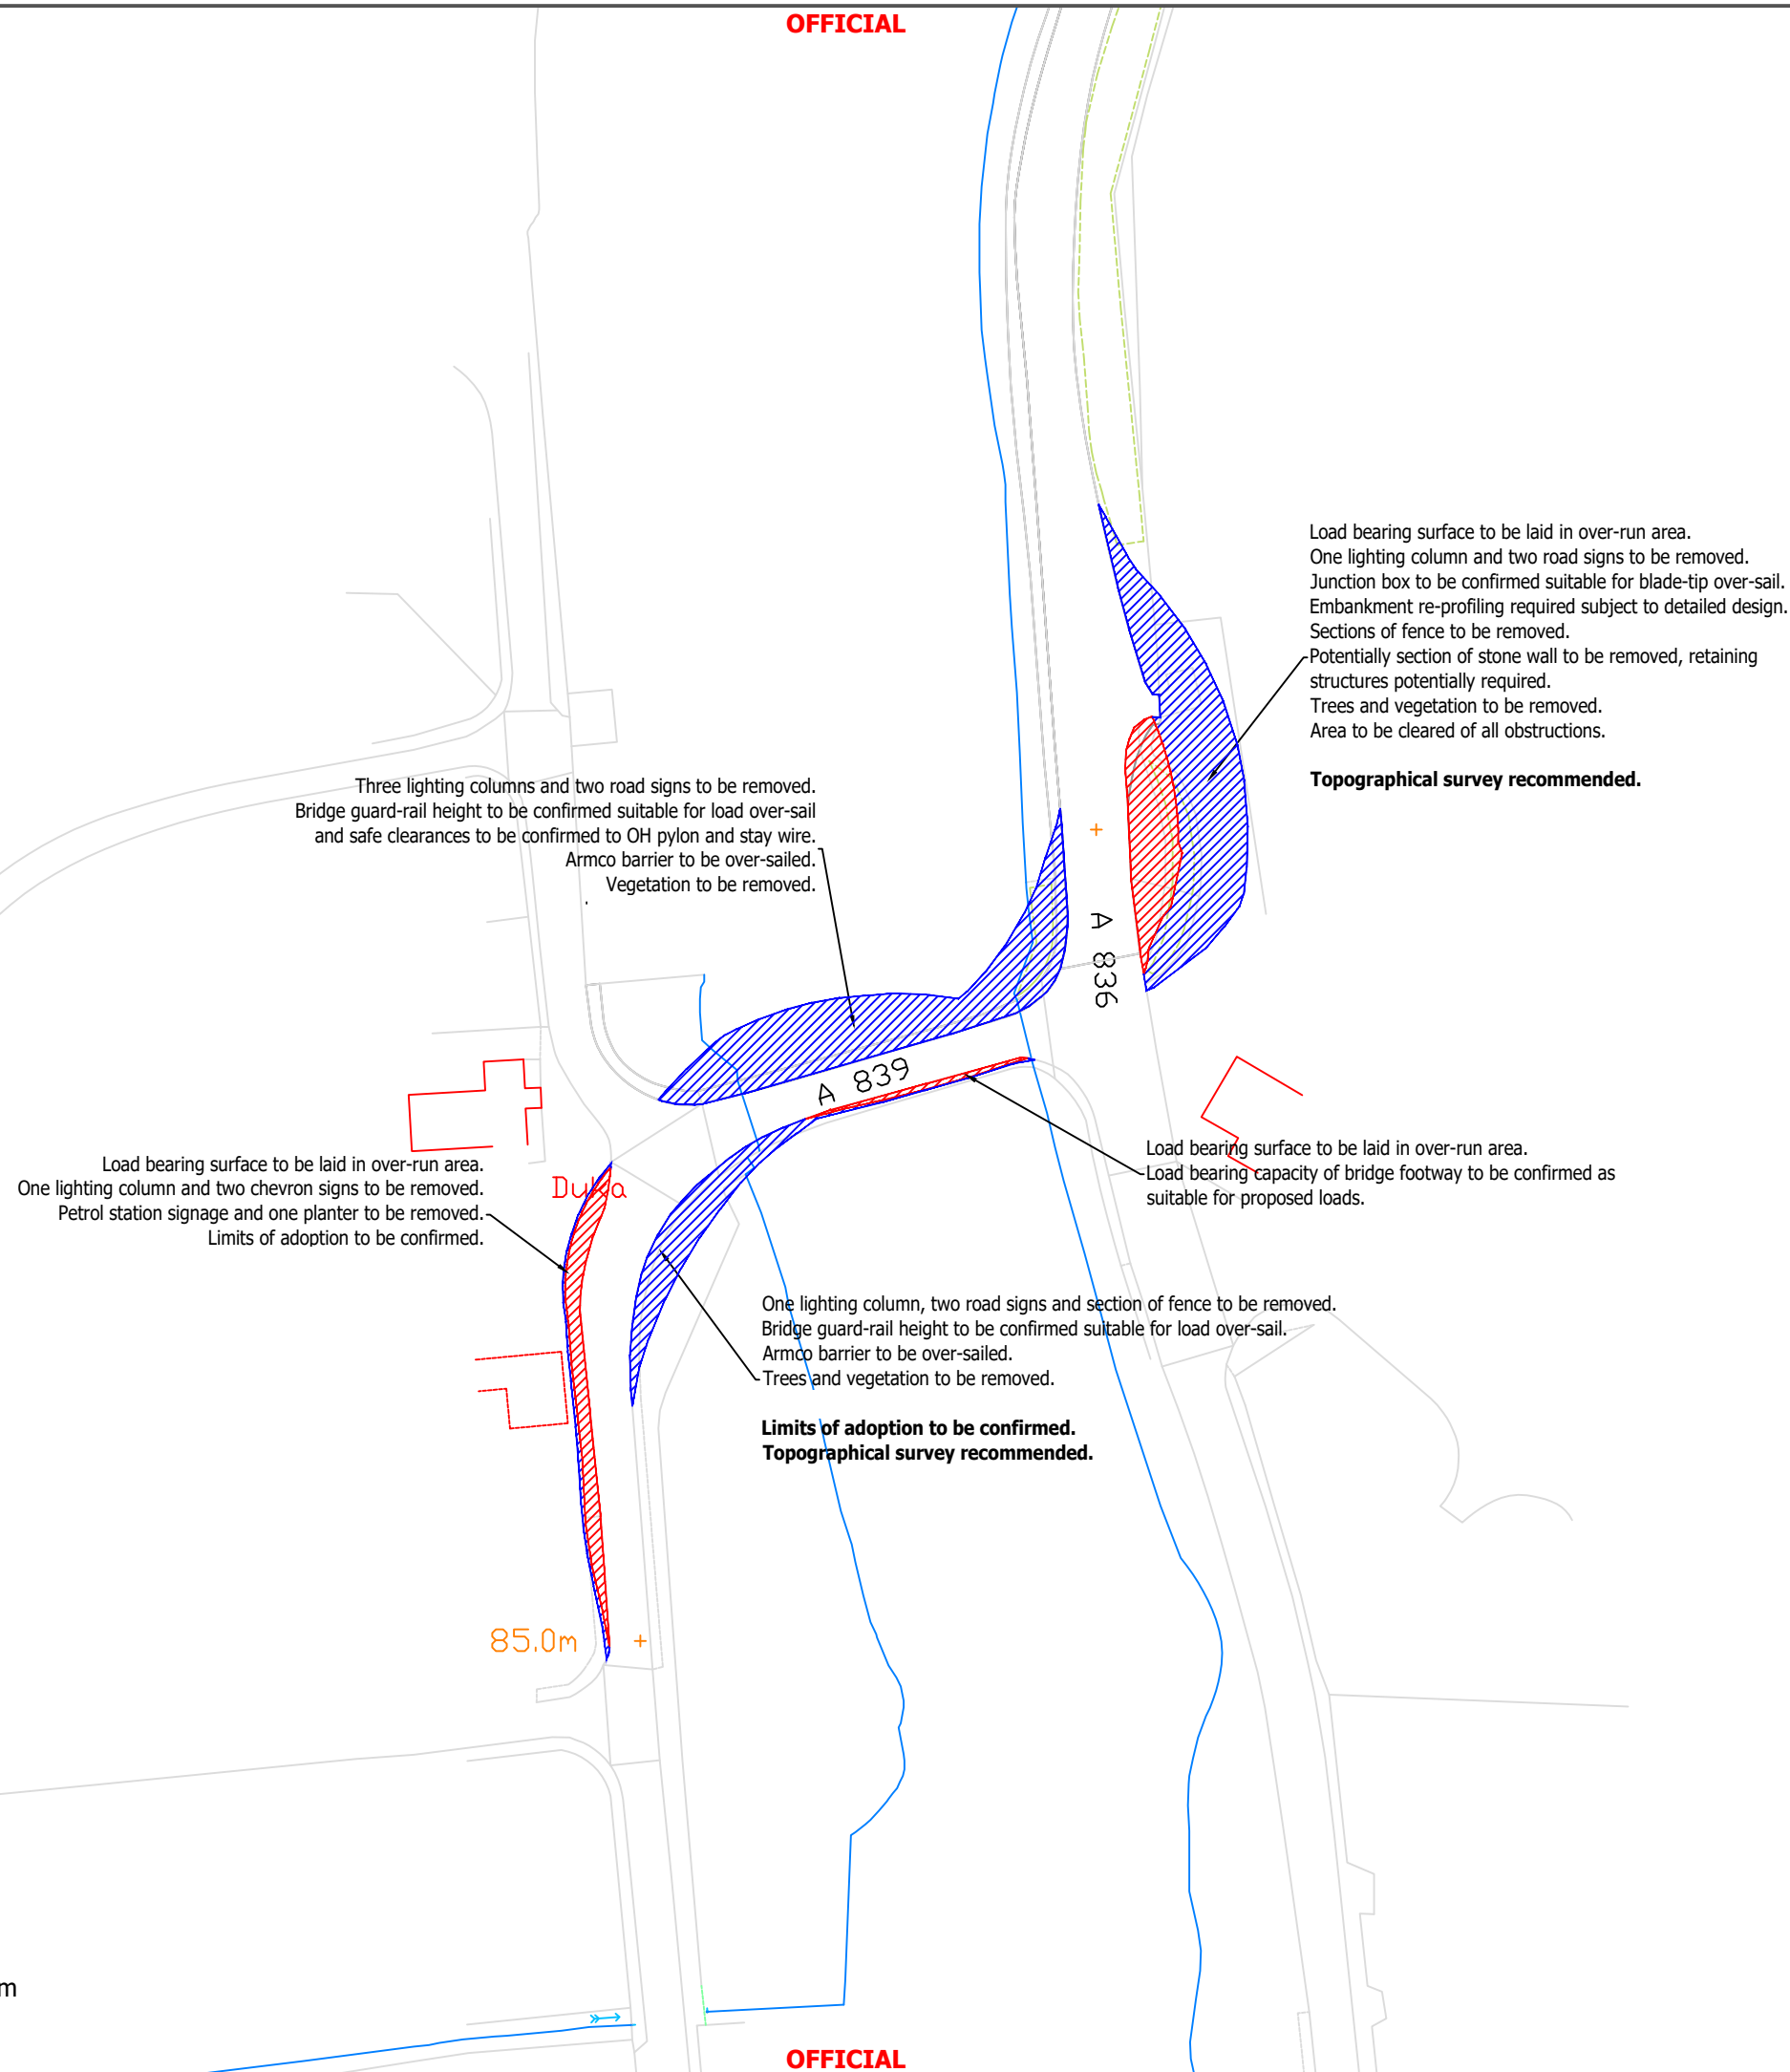 OFFICIAL
Load bearing surface to be laid in over-run area.
One lighting column and two road signs to be removed.
Junction box to be confirmed suitable for blade-tip over-sail.
Embankment re-profiling required subject to detailed design.
Sections of fence to be removed.
Potentially section of stone wall to be removed, retaining
structures potentially required.
Trees and vegetation to be removed.
Area to be cleared of all obstructions.
Topographical survey recommended.
Three lighting columns and two road signs to be removed.
Bridge guard-rail height to be confirmed suitable for load over-sail
and safe clearances to be confirmed to OH pylon and stay wire.
Armco barrier to be over-sailed.
Vegetation to be removed.
A 836
A 839
Load bearing surface to be laid in over-run area.
Load bearing capacity of bridge footway to be confirmed as
suitable for proposed loads.
Load bearing surface to be laid in over-run area.
One lighting column and two chevron signs to be removed.
Petrol station signage and one planter to be removed.
Limits of adoption to be confirmed.
One lighting column, two road signs and section of fence to be removed.
Bridge guard-rail height to be confirmed suitable for load over-sail.
Armco barrier to be over-sailed.
Trees and vegetation to be removed.
Limits of adoption to be confirmed.
Topographical survey recommended.
85.0m
m
OFFICIAL